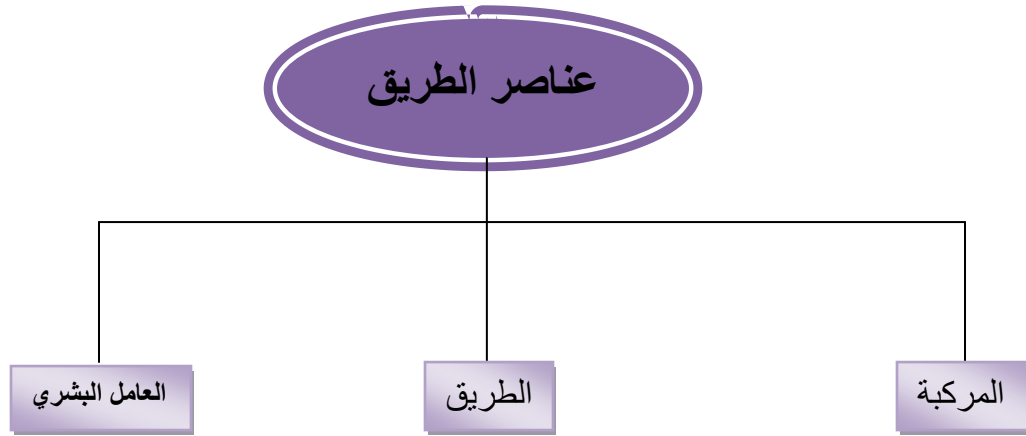 عناصر الطريق
المركبة
الطريق
العامل البشري